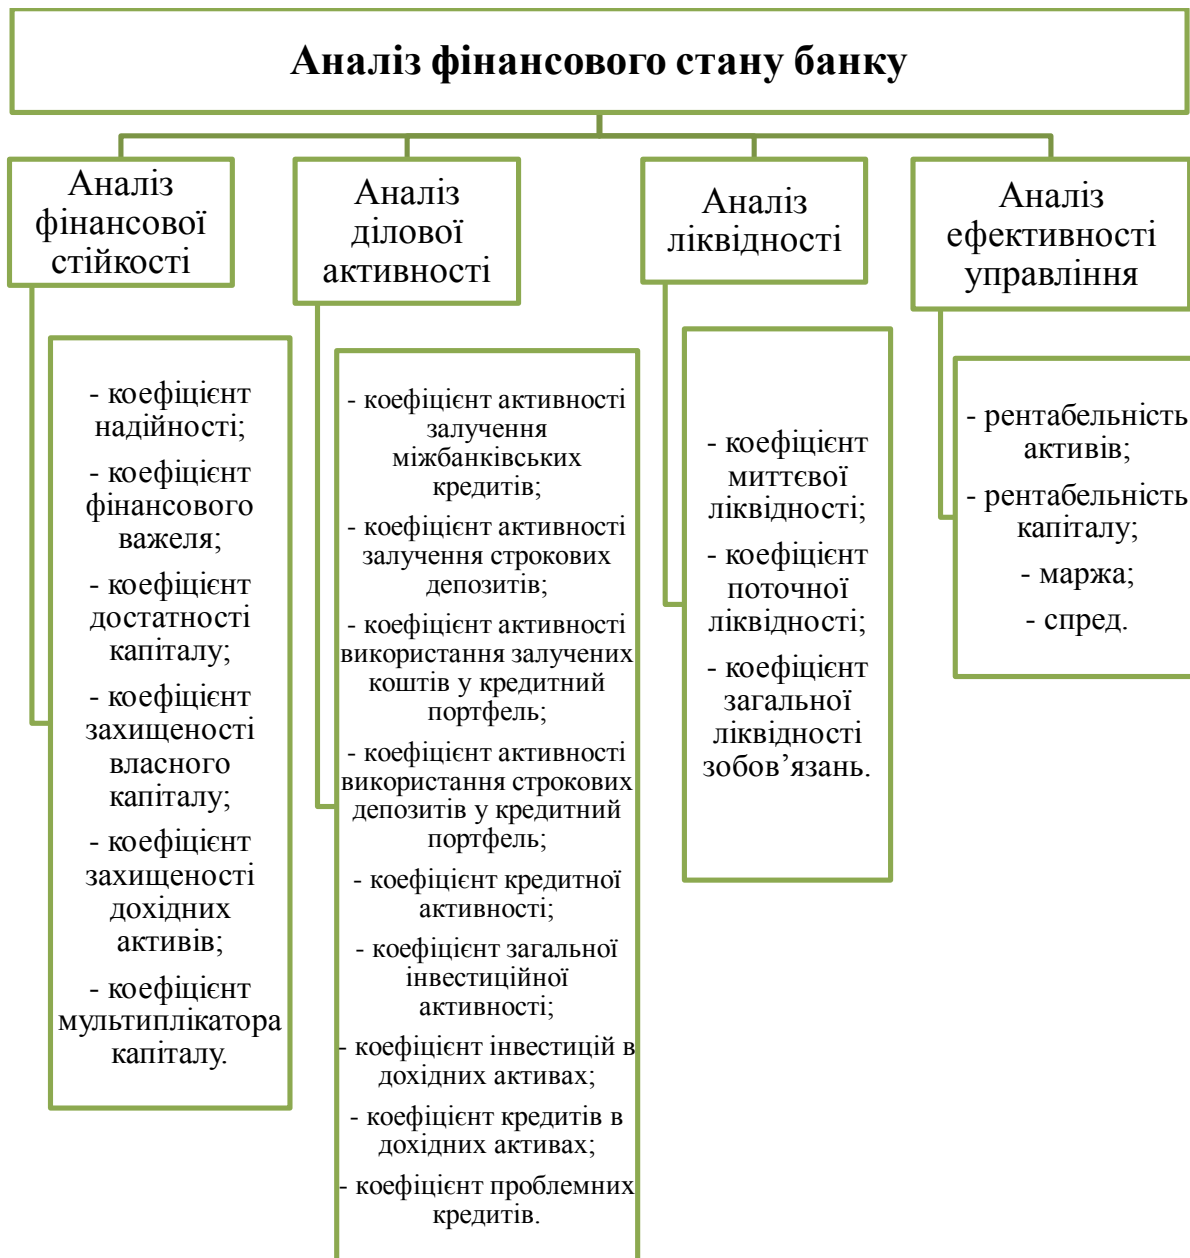 Аналіз фінансового стану банку
Аналіз
фінансової
стійкості
- коефіцієнт
надійності;
- коефіцієнт
фінансового
важеля;
- коефіцієнт
достатності
капіталу;
- коефіцієнт
захищеності
власного
капіталу;
- коефіцієнт
захищеності
дохідних
активів;
- коефіцієнт
мультиплікатора
капіталу.
Аналіз
ділової
активності
- коефіцієнт активності
залучення
міжбанківських
кредитів;
- коефіцієнт активності
залучення строкових
депозитів;
- коефіцієнт активності
використання залучених
коштів у кредитний
портфель;
- коефіцієнт активності
використання строкових
депозитів у кредитний
портфель;
- коефіцієнт кредитної
активності;
- коефіцієнт загальної
інвестиційної
активності;
- коефіцієнт інвестицій в
дохідних активах;
- коефіцієнт кредитів в
дохідних активах;
- коефіцієнт проблемних
кредитів.
Аналіз
ліквідності
- коефіцієнт
миттєвої
ліквідності;
- коефіцієнт
поточної
ліквідності;
- коефіцієнт
загальної
ліквідності
зобов’язань.
Аналіз
ефективності
управління
- рентабельність
активів;
- рентабельність
капіталу;
- маржа;
- спред.